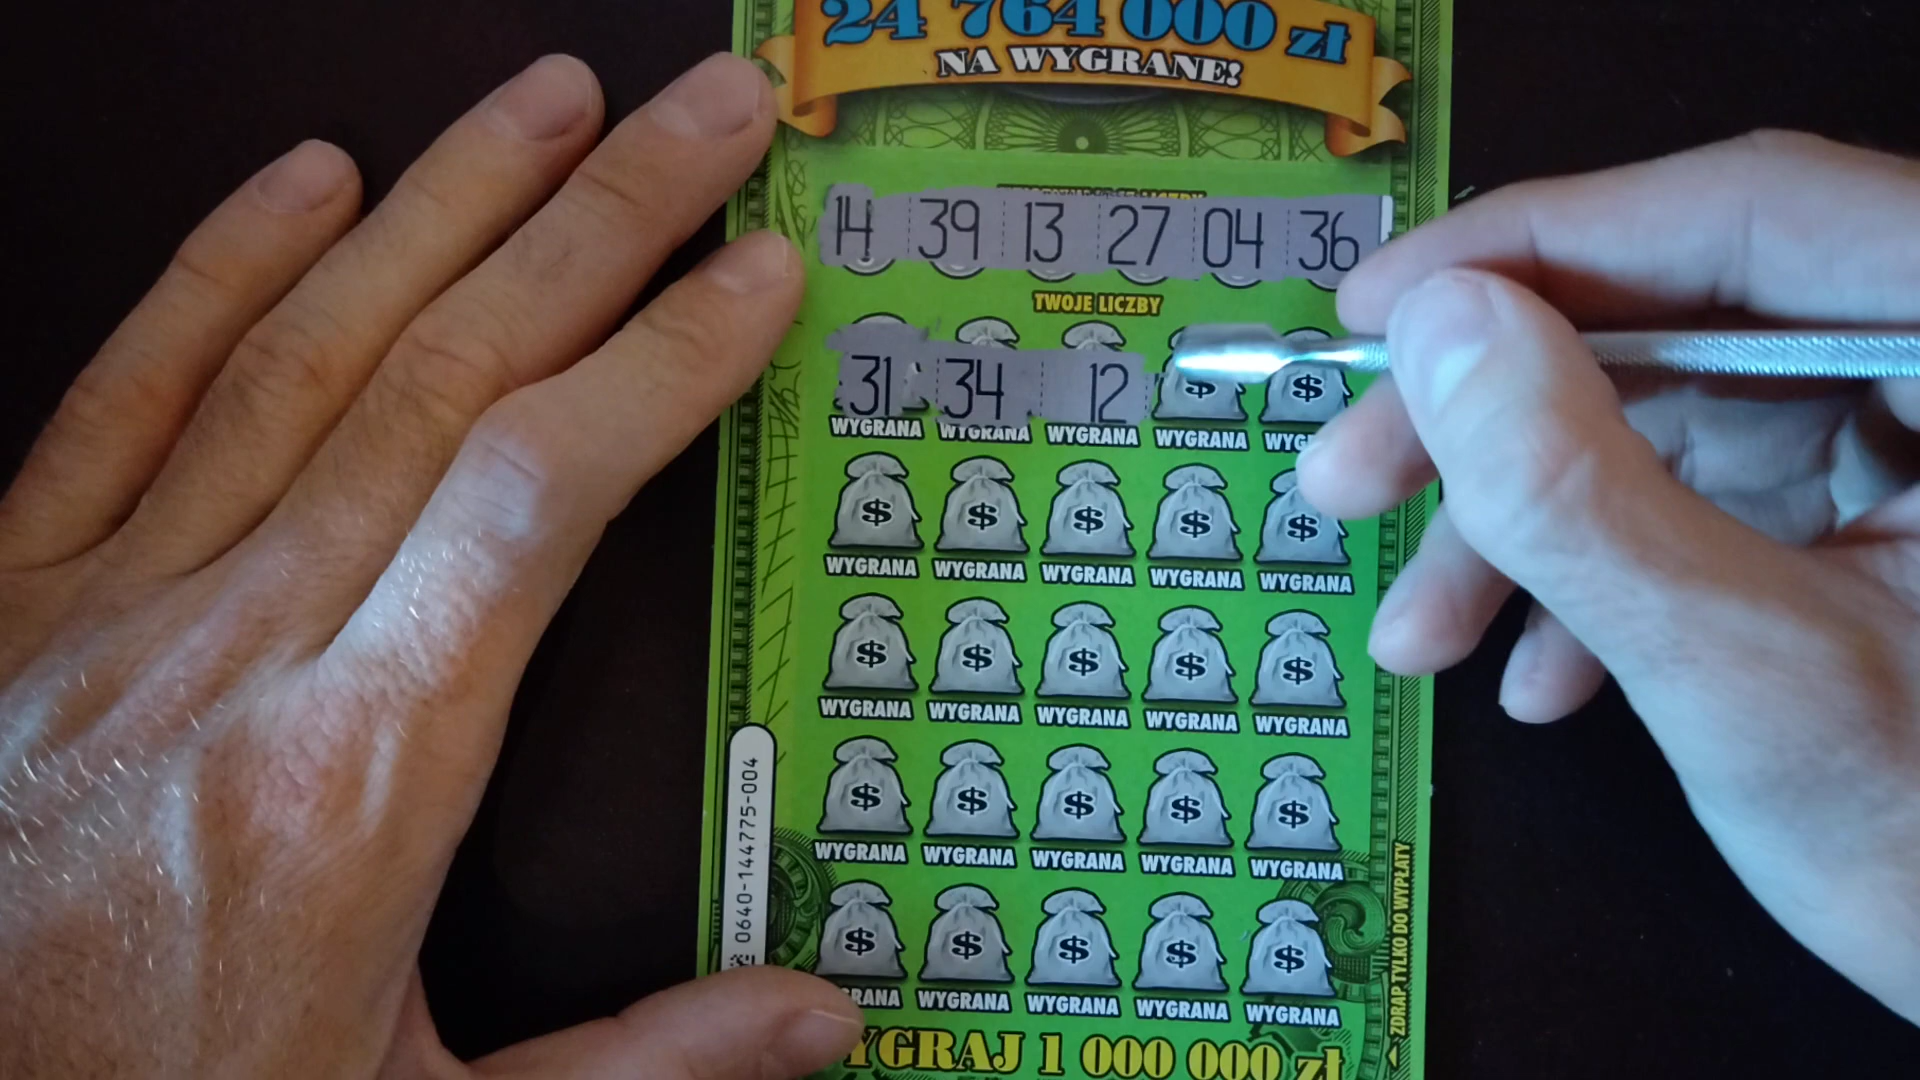 24 764 000 zł
NA WYGRANE!
14 39 13 27 04 36
TWOJE LICZBY
31 34 12 $ $
WYGRANA WYGRANA WYGRANA WYGRANA
$ $ $ $ $
WYGRANA WYGRANA WYGRANA WYGRANA WYGRANA
$ $ $ $ $
WYGRANA WYGRANA WYGRANA WYGRANA WYGRANA
$ $ $ $ $
WYGRANA WYGRANA WYGRANA WYGRANA WYGRANA
$ $ $ $ $
RANA WYGRANA WYGRANA WYGRANA WYGRANA
YGRAJ 1 000 000 zł
0640-144775-004
ZDRAP TYLKO DO WYPŁATY